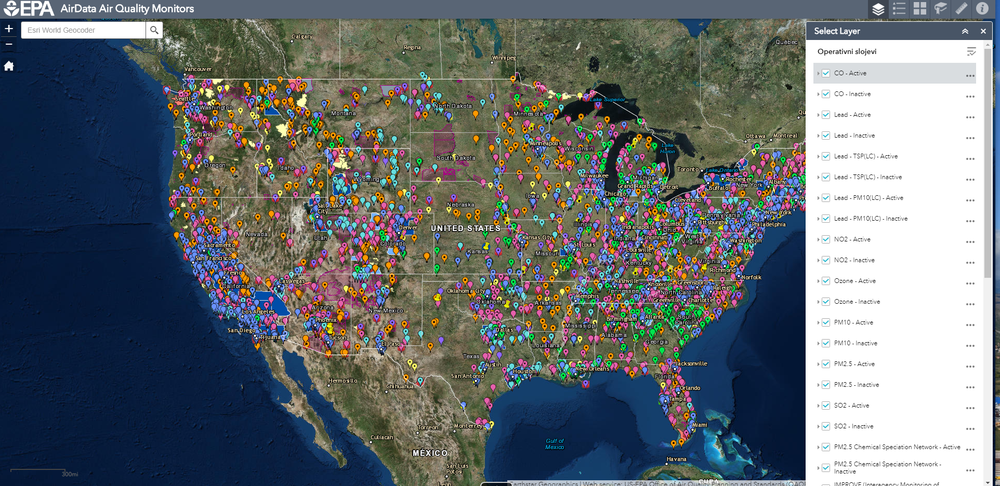 EPA AirData Air Quality Monitors
Esri World Geocoder
Select Layer
Operativni slojevi
CO - Active
CO - Inactive
Lead - Active
Lead - Inactive
Lead - TSP(LC) - Active
Lead - TSP(LC) - Inactive
Lead - PM10(LC) - Active
Lead - PM10(LC) - Inactive
NO2 - Active
NO2 - Inactive
Ozone - Active
Ozone - Inactive
PM10 - Active
PM10 - Inactive
PM2.5 - Active
PM2.5 - Inactive
SO2 - Active
SO2 - Inactive
PM2.5 Chemical Speciation Network - Active
PM2.5 Chemical Speciation Network -
Inactive
IMPROVE (Interagency Monitoring of
Calgary
Regina
Winnipeg
Québec
Vancouver
Seattle
Washington
Montana
North Dakota
Minnesota
Lake Superior
Portland
Ottawa
Montreal
Minneapolis
Wisconsin
Lake
Huron
Oregon
Idaho
South Dakota
Toronto
Lake Ontario
Wyoming
Milwaukee
Michigan
Rochester
New York
Albany
Grand Rapids
Detroit
Buffalo
Chicago
Iowa
Cleveland
Salt Lake
City
Nebraska
Pennsylvania
New York
Denver
UNITED STATES
Illinois
Indianapolis
Columbus
Ohio
Pittsburgh
Philadelphia
Nevada
Utah
Colorado
Kansas City
Indiana
Cincinnati
West
Virginia
Washington
Sacramento
Kansas
Missouri
St Louis
Louisville
San Francisco
Kentucky
Virginia
Richmond
Fresno
Norfolk
California
Las Vegas
Oklahoma City
Nashville
Knoxville
Greensboro
Raleigh
Tennessee
North Carolina
Memphis
Greenville
Charlotte
Oklahoma
Arkansas
Arizona
New Mexico
Los Angeles
Phoenix
Birmingham
Atlanta
South
Carolina
San Diego
Tijuana
Tucson
Dallas
Mississippi
Alabama
Georgia
El Paso
Louisiana
Texas
Austin
Jacksonville
Houston
New Orleans
San Antonio
Florida
Hermosillo
Chihuahua
Orlando
Tampa
Torreón
Monterrey
Miami
Culiacan
Gulf of
Mexico
MÉXICO
Havana
San Luis
Potosi
León
CUBA
300mi
Earthstar Geographics | Web service: US-EPA Office of Air Quality Planning and Standards (OAQP